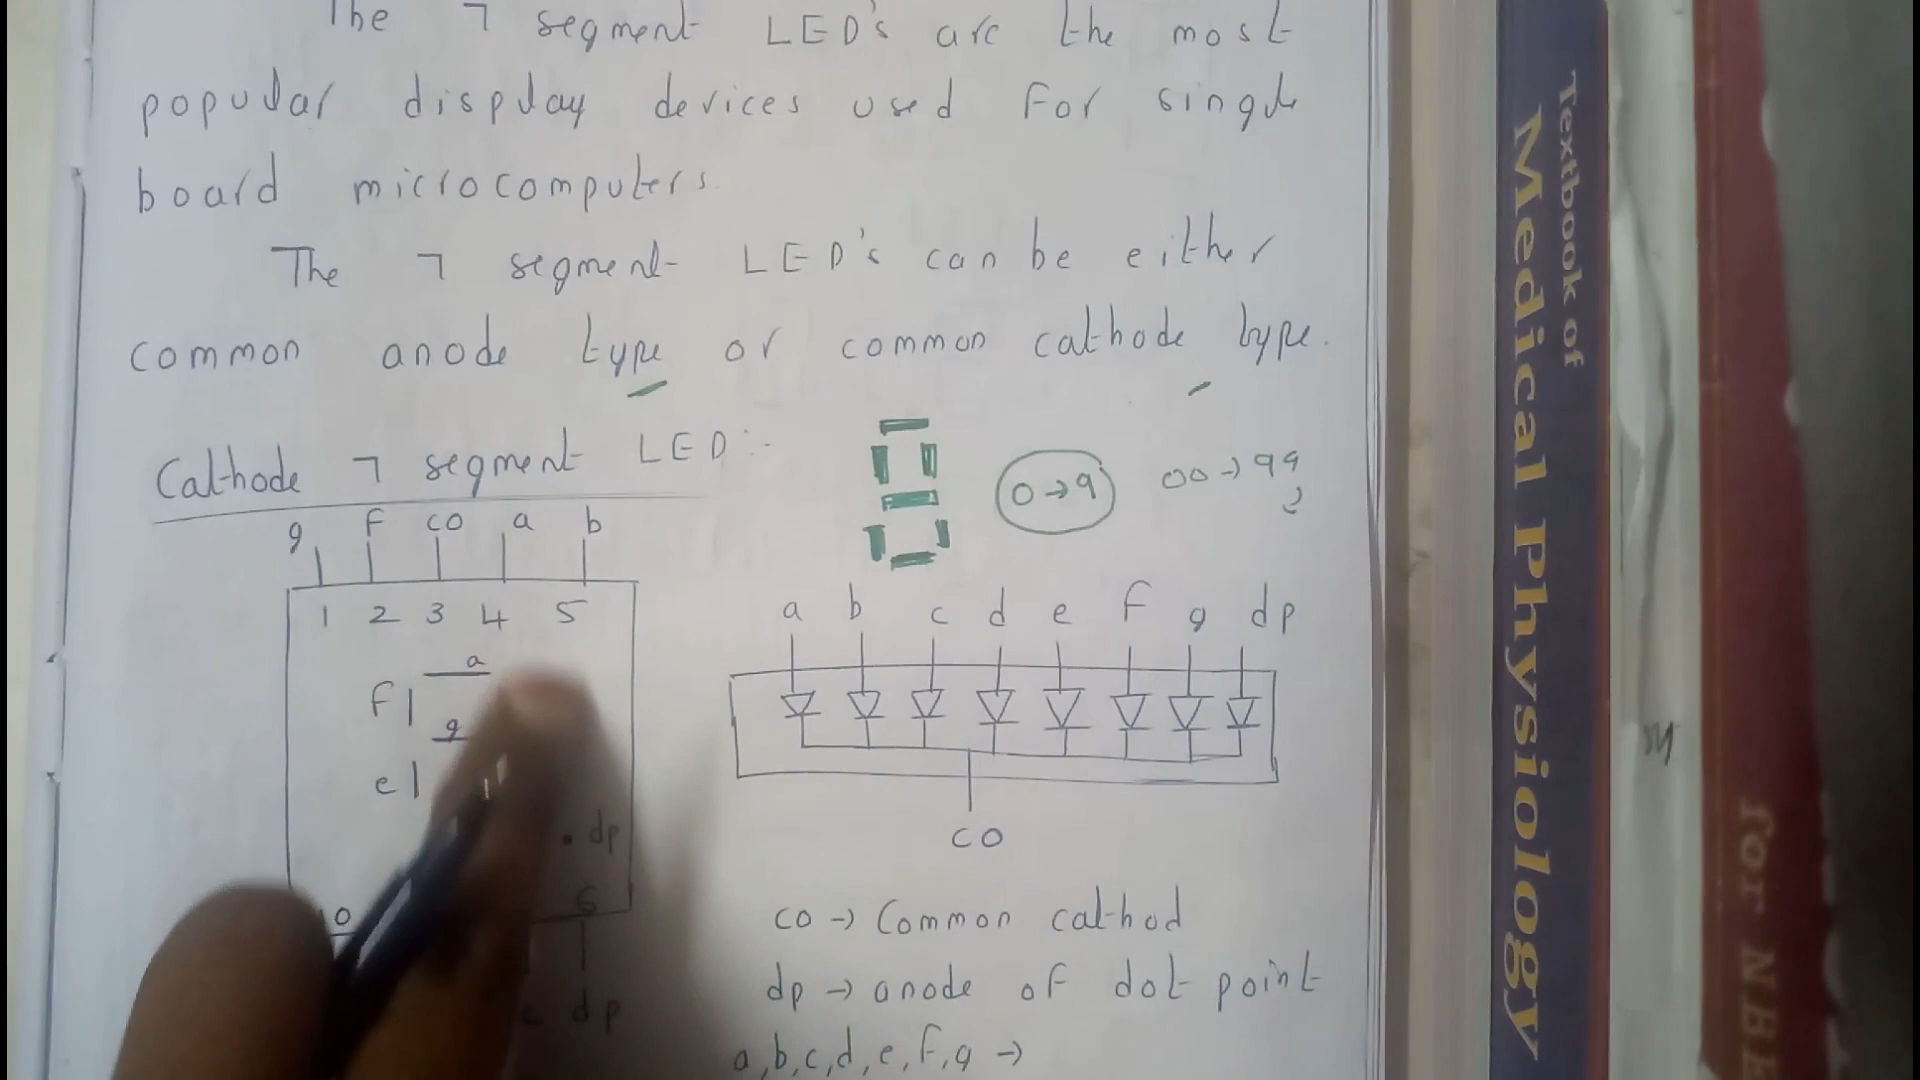 The 7 segment LED's are the most
popular display devices used for single
board microcomputers.
The 7 segment LED's can be either
common anode type or common cathode type.
Cathode 7 segment LED:-
0→9 00→99
g f co a b
1 2 3 4 5
a
f
g
e
. dp
6
c dp
a b c d e f g dp
co
co → Common cathod
dp → anode of dot point
a,b,c,d,e,f,g →
Textbook of
Medical Physiology